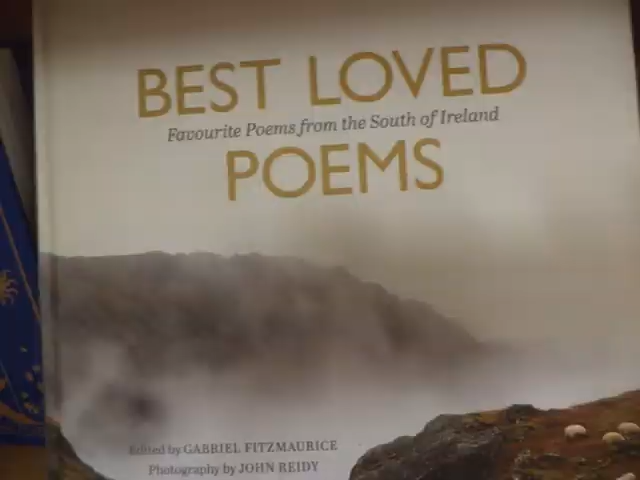 BEST LOVED
Favourite Poems from the South of Ireland
POEMS
Edited by GABRIEL FITZMAURICE
Photography by JOHN REIDY